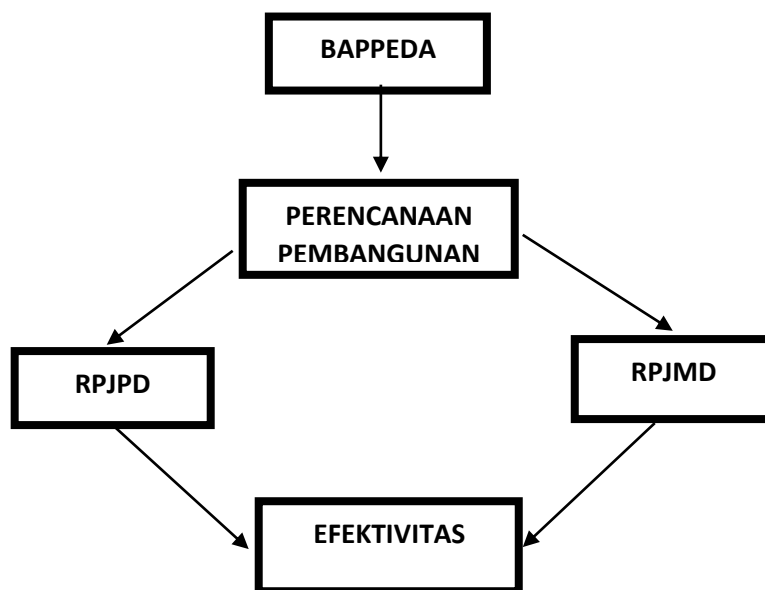 BAPPEDA
PERENCANAAN
PEMBANGUNAN
RPJPD
RPJMD
EFEKTIVITAS